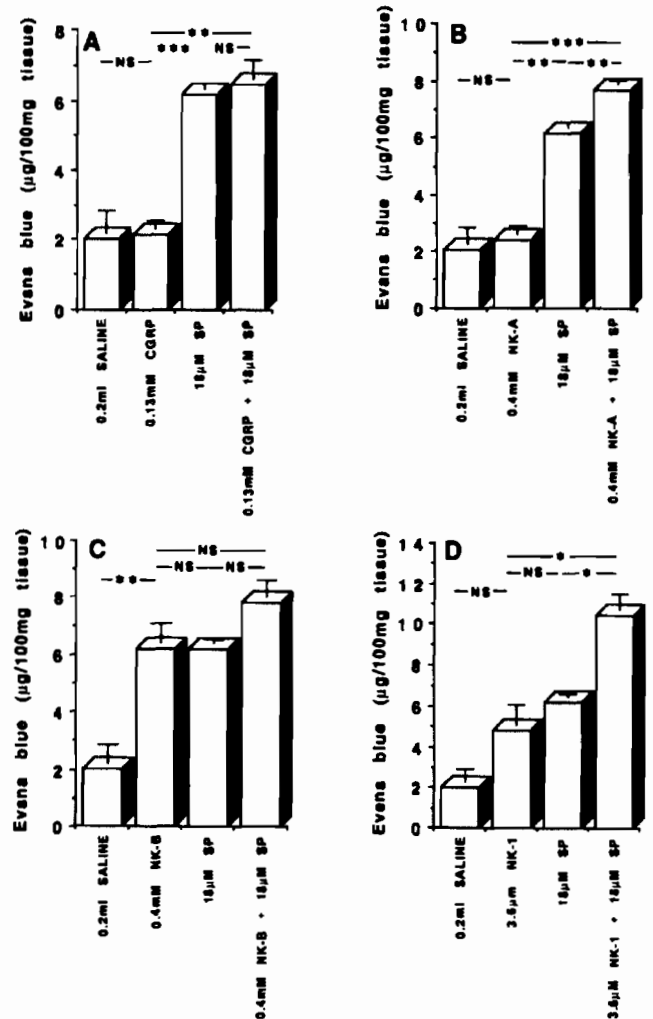 A
Evans blue (µg/100mg tissue)
8
6
4
2
0
**
*** NS
NS
0.2ml SALINE
0.13mM CGRP
18µM SP
0.13mM CGRP + 18µM SP
B
Evans blue (µg/100mg tissue)
10
8
6
4
2
0
***
** **
NS
0.2ml SALINE
0.4mM NK-A
18µM SP
0.4mM NK-A + 18µM SP
C
Evans blue (µg/100mg tissue)
10
8
6
4
2
0
NS
NS NS
**
0.2ml SALINE
0.4mM NK-B
18µM SP
0.4mM NK-B + 18µM SP
D
Evans blue (µg/100mg tissue)
14
12
10
8
6
4
2
0
*
NS *
NS
0.2ml SALINE
3.6µm NK-1
18µM SP
3.6µM NK-1 + 18µM SP